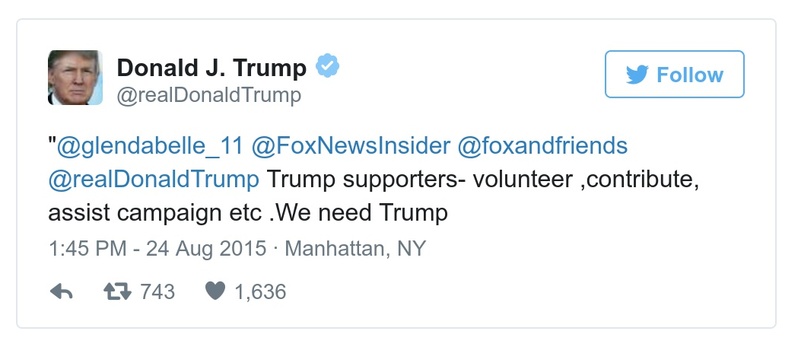 Donald J. Trump
@realDonaldTrump
Follow
"@glendabelle_11 @FoxNewsInsider @foxandfriends
@realDonaldTrump Trump supporters- volunteer ,contribute,
assist campaign etc .We need Trump
1:45 PM - 24 Aug 2015 · Manhattan, NY
743 1,636